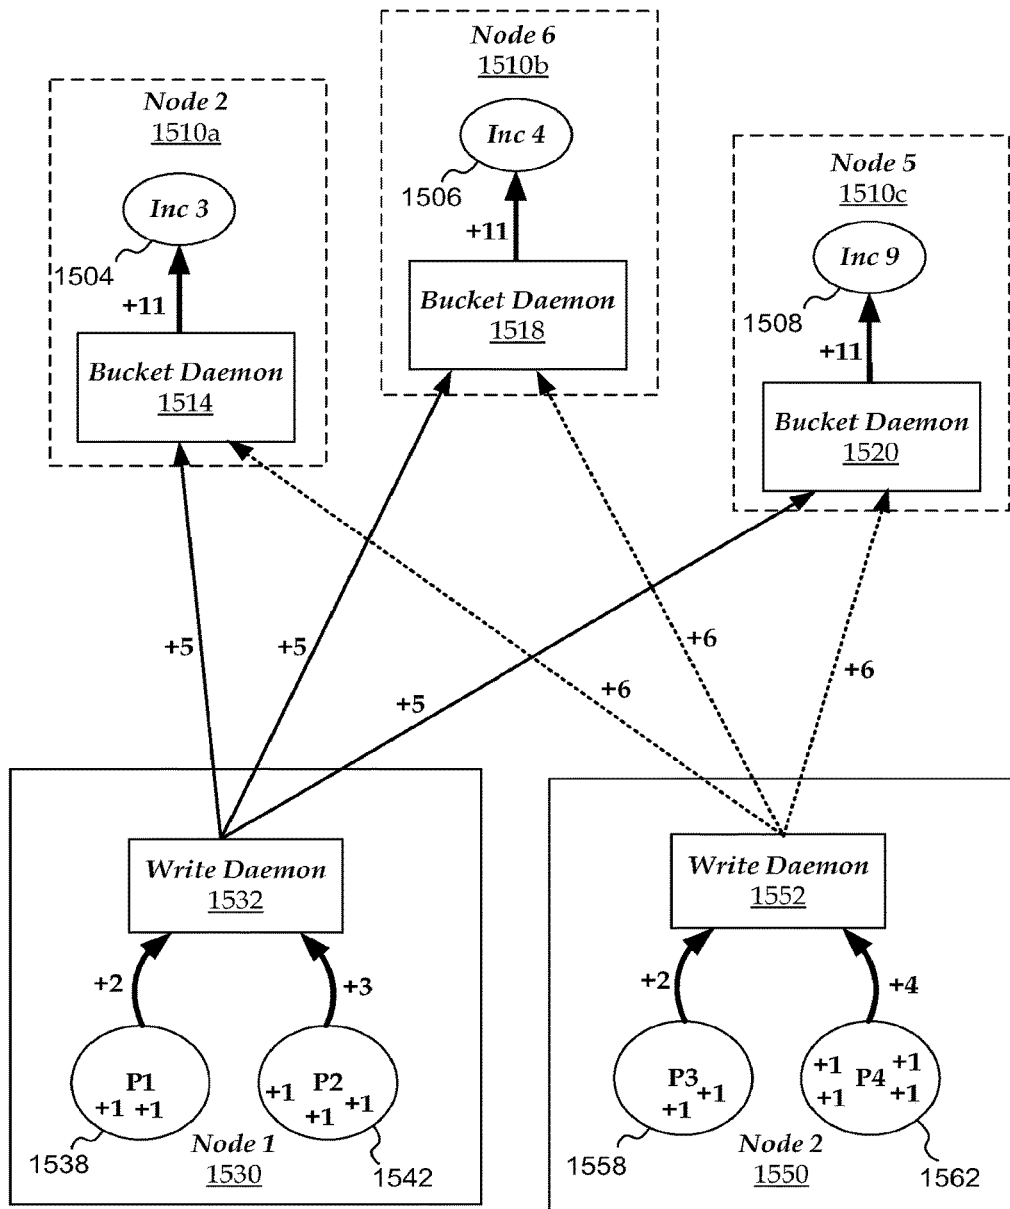 Node 6
1510b
Inc 4
1506
+11
Bucket Daemon
1518
Node 2
1510a
Inc 3
1504
+11
Bucket Daemon
1514
Node 5
1510c
Inc 9
1508
+11
Bucket Daemon
1520
+5
+5
+5
+6
+6
+6
Write Daemon
1532
+2
+3
P1
+1 +1
P2
+1
+1
+1
1538
Node 1
1530
1542
Write Daemon
1552
+2
+4
P3
+1
+1
+1
P4
+1
+1
+1
1558
Node 2
1550
1562